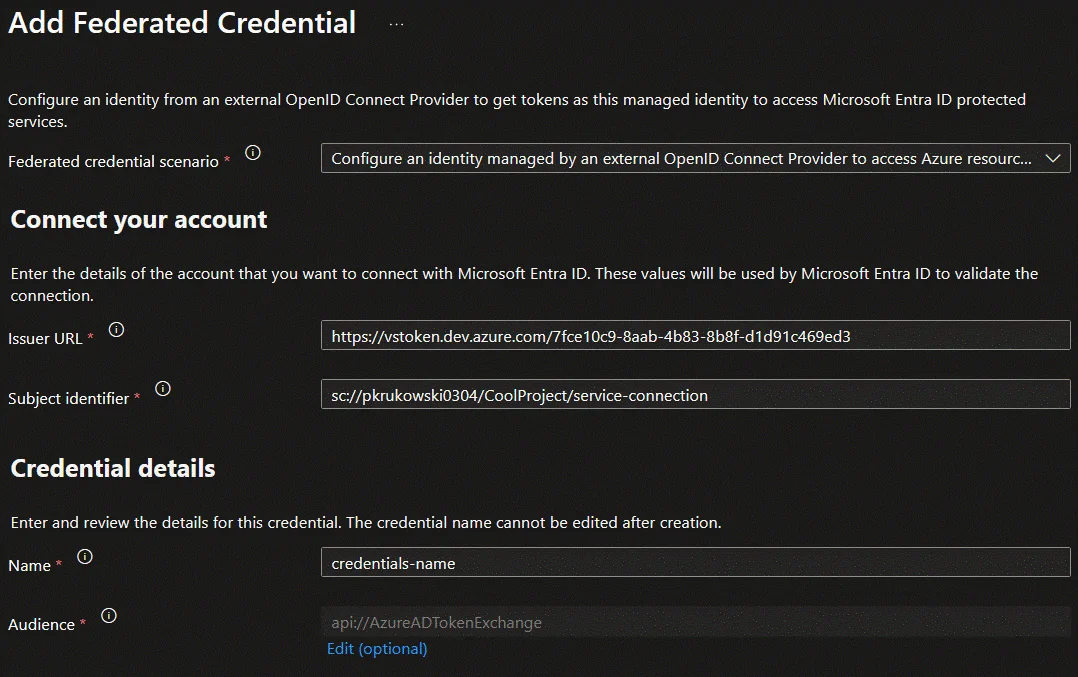 Add Federated Credential ...
Configure an identity from an external OpenID Connect Provider to get tokens as this managed identity to access Microsoft Entra ID protected
services.
Federated credential scenario * Configure an identity managed by an external OpenID Connect Provider to access Azure resourc...
Connect your account
Enter the details of the account that you want to connect with Microsoft Entra ID. These values will be used by Microsoft Entra ID to validate the
connection.
Issuer URL * https://vstoken.dev.azure.com/7fce10c9-8aab-4b83-8b8f-d1d91c469ed3
Subject identifier * sc://pkrukowski0304/CoolProject/service-connection
Credential details
Enter and review the details for this credential. The credential name cannot be edited after creation.
Name * credentials-name
Audience * api://AzureADTokenExchange
Edit (optional)